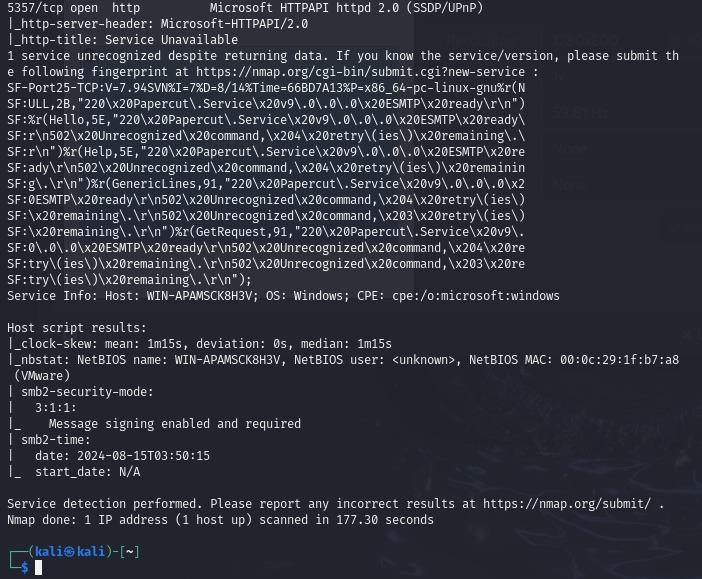 5357/tcp open  http          Microsoft HTTPAPI httpd 2.0 (SSDP/UPnP)
|_http-server-header: Microsoft-HTTPAPI/2.0
|_http-title: Service Unavailable
1 service unrecognized despite returning data. If you know the service/version, please submit th
e following fingerprint at https://nmap.org/cgi-bin/submit.cgi?new-service :
SF-Port25-TCP:V=7.94SVN%I=7%D=8/14%Time=66BD7A13%P=x86_64-pc-linux-gnu%r(N
SF:ULL,2B,"220\x20Papercut\.Service\x20v9\.0\.0\.0\x20ESMTP\x20ready\r\n")
SF:%r(Hello,5E,"220\x20Papercut\.Service\x20v9\.0\.0\.0\x20ESMTP\x20ready\
SF:r\n502\x20Unrecognized\x20command,\x204\x20retry\(ies\)\x20remaining\.\
SF:r\n")%r(Help,5E,"220\x20Papercut\.Service\x20v9\.0\.0\.0\x20ESMTP\x20re
SF:ady\r\n502\x20Unrecognized\x20command,\x204\x20retry\(ies\)\x20remainin
SF:g\.\r\n")%r(GenericLines,91,"220\x20Papercut\.Service\x20v9\.0\.0\.0\x2
SF:0ESMTP\x20ready\r\n502\x20Unrecognized\x20command,\x204\x20retry\(ies\)
SF:\x20remaining\.\r\n502\x20Unrecognized\x20command,\x203\x20retry\(ies\)
SF:\x20remaining\.\r\n")%r(GetRequest,91,"220\x20Papercut\.Service\x20v9\.
SF:0\.0\.0\x20ESMTP\x20ready\r\n502\x20Unrecognized\x20command,\x204\x20re
SF:try\(ies\)\x20remaining\.\r\n502\x20Unrecognized\x20command,\x203\x20re
SF:try\(ies\)\x20remaining\.\r\n");
Service Info: Host: WIN-APAMSCK8H3V; OS: Windows; CPE: cpe:/o:microsoft:windows

Host script results:
|_clock-skew: mean: 1m15s, deviation: 0s, median: 1m15s
|_nbstat: NetBIOS name: WIN-APAMSCK8H3V, NetBIOS user: <unknown>, NetBIOS MAC: 00:0c:29:1f:b7:a8
 (VMware)
| smb2-security-mode:
|   3:1:1:
|_    Message signing enabled and required
| smb2-time:
|   date: 2024-08-15T03:50:15
|_  start_date: N/A

Service detection performed. Please report any incorrect results at https://nmap.org/submit/ .
Nmap done: 1 IP address (1 host up) scanned in 177.30 seconds

┌──(kali㉿kali)-[~]
└─$